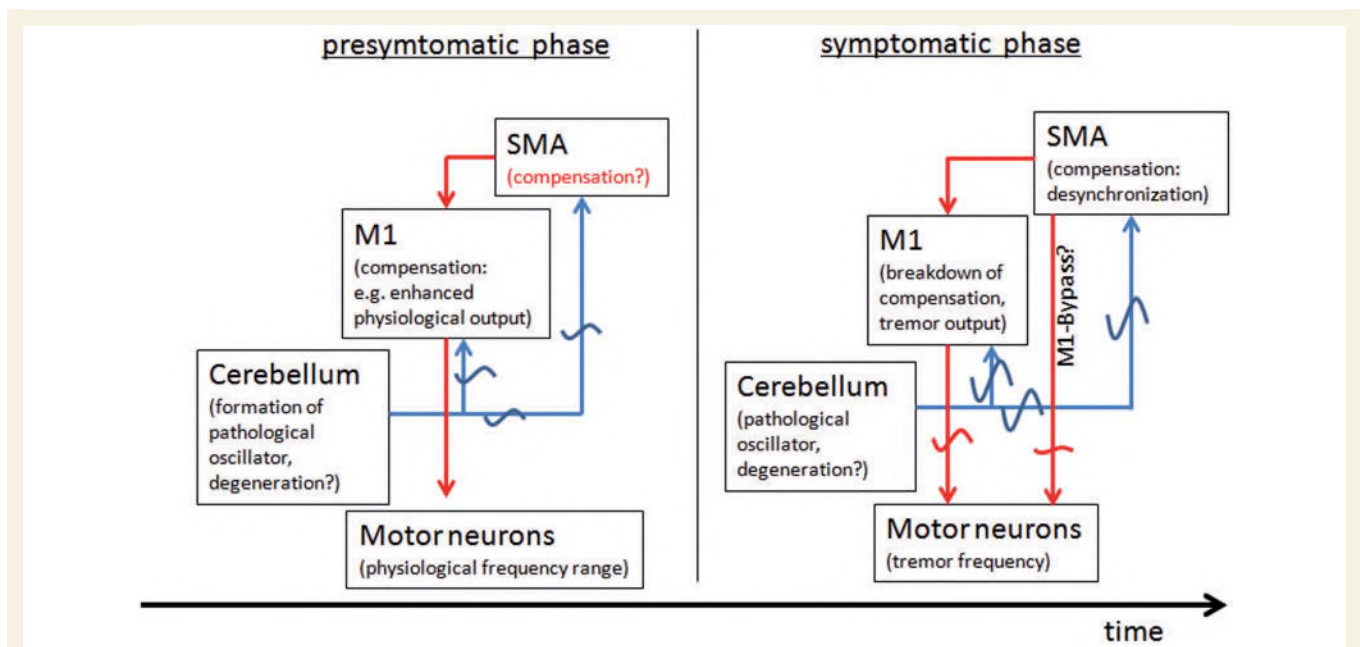 presymtomatic phase
SMA
(compensation?)
M1
(compensation:
e.g. enhanced
physiological output)
Cerebellum
(formation of
pathological
oscillator,
degeneration?)
Motor neurons
(physiological frequency range)
symptomatic phase
SMA
(compensation:
desynchronization)
M1
(breakdown of
compensation,
tremor output)
M1-Bypass?
Cerebellum
(pathological
oscillator,
degeneration?)
Motor neurons
(tremor frequency)
time